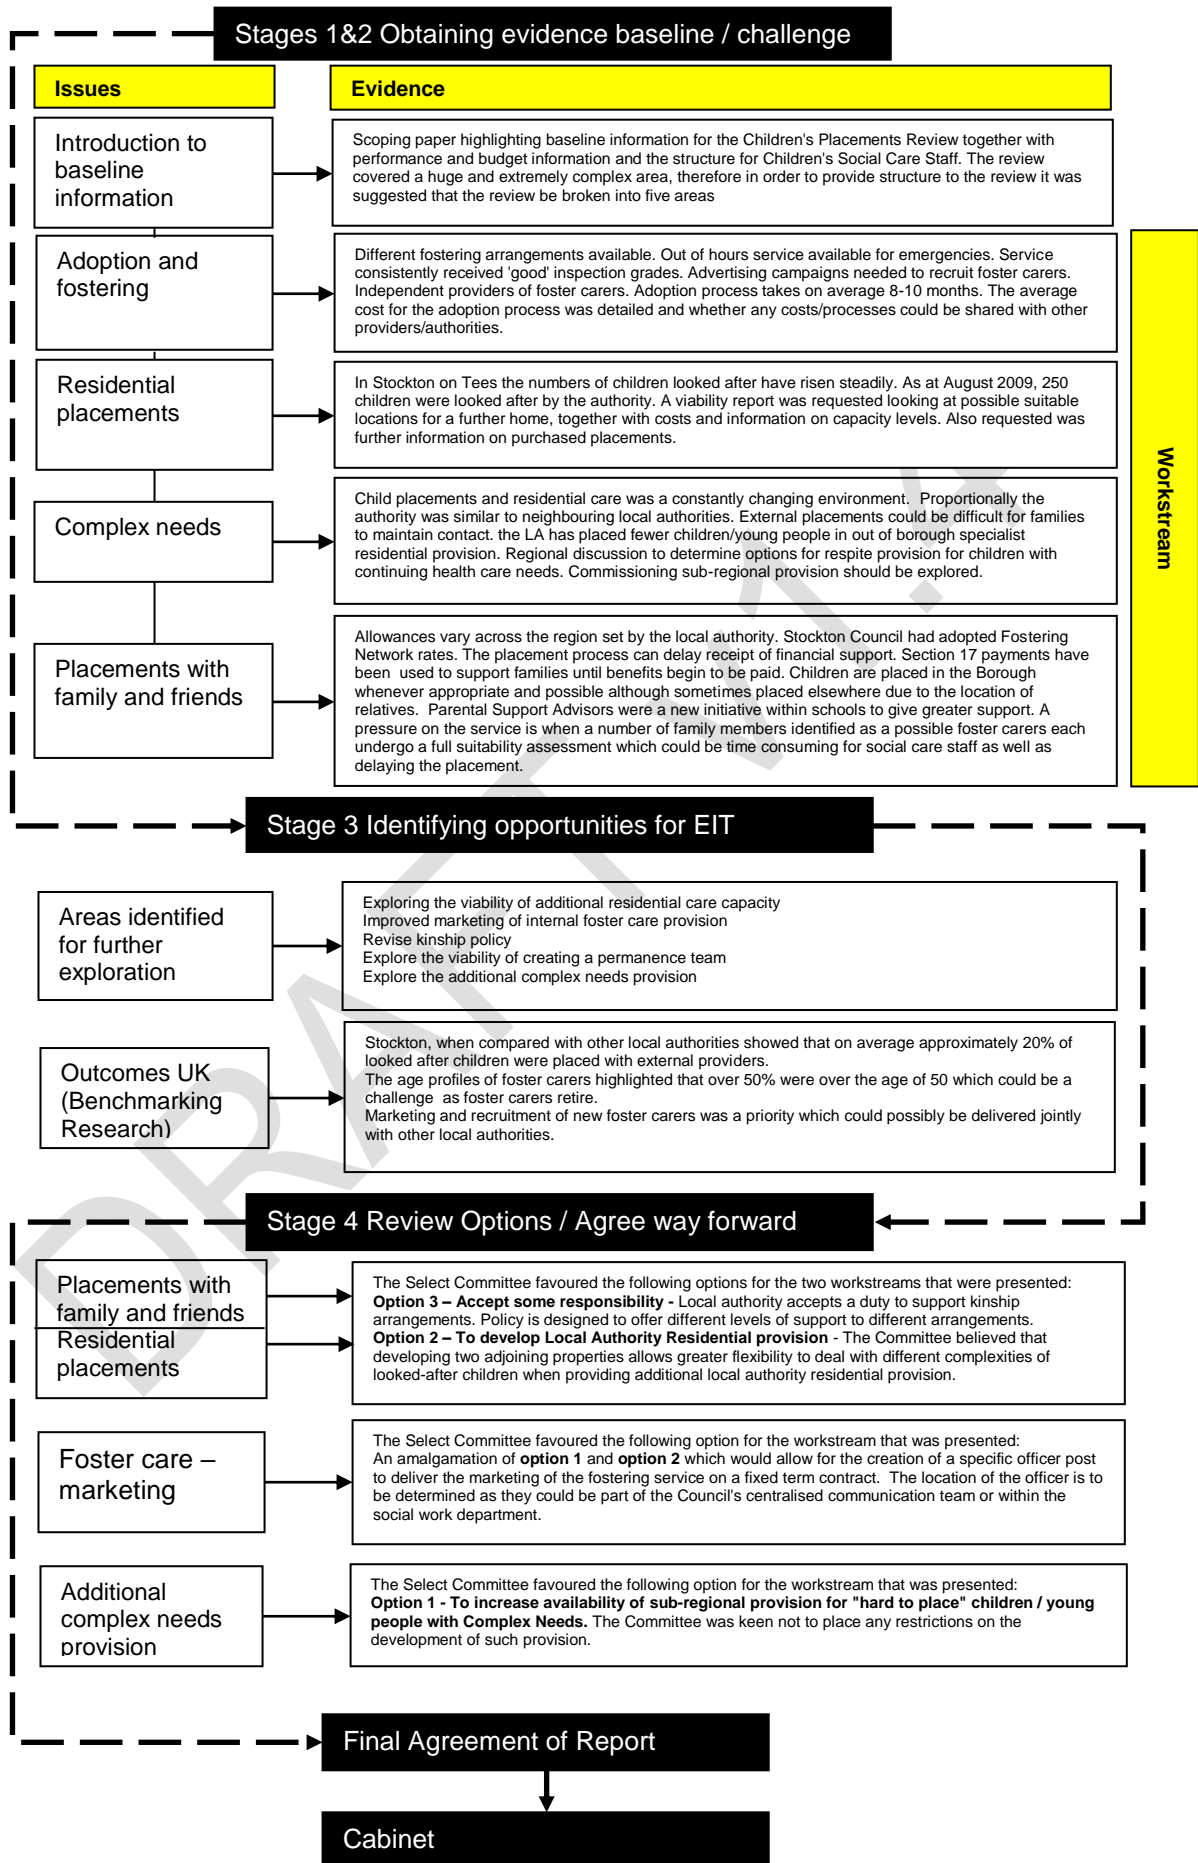 Stages 1&2 Obtaining evidence baseline / challenge
Issues
Evidence
Introduction to
baseline
information
Scoping paper highlighting baseline information for the Children's Placements Review together with
performance and budget information and the structure for Children's Social Care Staff. The review
covered a huge and extremely complex area, therefore in order to provide structure to the review it was
suggested that the review be broken into five areas
Adoption and
fostering
Different fostering arrangements available. Out of hours service available for emergencies. Service
consistently received 'good' inspection grades. Advertising campaigns needed to recruit foster carers.
Independent providers of foster carers. Adoption process takes on average 8-10 months. The average
cost for the adoption process was detailed and whether any costs/processes could be shared with other
providers/authorities.
Residential
placements
In Stockton on Tees the numbers of children looked after have risen steadily. As at August 2009, 250
children were looked after by the authority. A viability report was requested looking at possible suitable
locations for a further home, together with costs and information on capacity levels. Also requested was
further information on purchased placements.
Complex needs
Child placements and residential care was a constantly changing environment. Proportionally the
authority was similar to neighbouring local authorities. External placements could be difficult for families
to maintain contact. the LA has placed fewer children/young people in out of borough specialist
residential provision. Regional discussion to determine options for respite provision for children with
continuing health care needs. Commissioning sub-regional provision should be explored.
Placements with
family and friends
Allowances vary across the region set by the local authority. Stockton Council had adopted Fostering
Network rates. The placement process can delay receipt of financial support. Section 17 payments have
been used to support families until benefits begin to be paid. Children are placed in the Borough
whenever appropriate and possible although sometimes placed elsewhere due to the location of
relatives. Parental Support Advisors were a new initiative within schools to give greater support. A
pressure on the service is when a number of family members identified as a possible foster carers each
undergo a full suitability assessment which could be time consuming for social care staff as well as
delaying the placement.
Workstream
Stage 3 Identifying opportunities for EIT
Areas identified
for further
exploration
Exploring the viability of additional residential care capacity
Improved marketing of internal foster care provision
Revise kinship policy
Explore the viability of creating a permanence team
Explore the additional complex needs provision
Outcomes UK
(Benchmarking
Research)
Stockton, when compared with other local authorities showed that on average approximately 20% of
looked after children were placed with external providers.
The age profiles of foster carers highlighted that over 50% were over the age of 50 which could be a
challenge as foster carers retire.
Marketing and recruitment of new foster carers was a priority which could possibly be delivered jointly
with other local authorities.
Stage 4 Review Options / Agree way forward
Placements with
family and friends
Residential
placements
The Select Committee favoured the following options for the two workstreams that were presented:
Option 3 – Accept some responsibility - Local authority accepts a duty to support kinship
arrangements. Policy is designed to offer different levels of support to different arrangements.
Option 2 – To develop Local Authority Residential provision - The Committee believed that
developing two adjoining properties allows greater flexibility to deal with different complexities of
looked-after children when providing additional local authority residential provision.
Foster care –
marketing
The Select Committee favoured the following option for the workstream that was presented:
An amalgamation of option 1 and option 2 which would allow for the creation of a specific officer post
to deliver the marketing of the fostering service on a fixed term contract. The location of the officer is to
be determined as they could be part of the Council's centralised communication team or within the
social work department.
Additional
complex needs
provision
The Select Committee favoured the following option for the workstream that was presented:
Option 1 - To increase availability of sub-regional provision for "hard to place" children / young
people with Complex Needs. The Committee was keen not to place any restrictions on the
development of such provision.
Final Agreement of Report
Cabinet
DRAFT v1.4